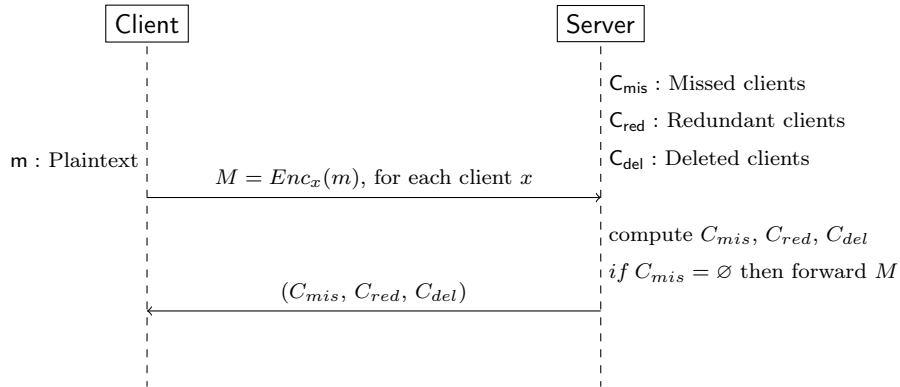 Client
Server
C_mis : Missed clients
C_red : Redundant clients
C_del : Deleted clients
m : Plaintext
M = Enc_x(m), for each client x
compute C_mis, C_red, C_del
if C_mis = ∅ then forward M
(C_mis, C_red, C_del)